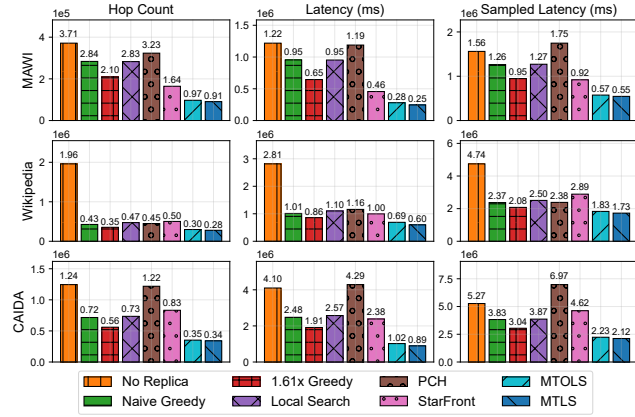 Hop Count Latency (ms) Sampled Latency (ms)
1e5 1e6 1e6
MAWI
4 2 0
3.71 2.84 2.10 2.83 3.23 1.64 0.97 0.91
1.0 0.5 0.0
1.22 0.95 0.65 0.95 1.19 0.46 0.28 0.25
2 1 0
1.56 1.26 0.95 1.27 1.75 0.92 0.57 0.55
1e6 1e6 1e6
Wikipedia
2 1 0
1.96 0.43 0.35 0.47 0.45 0.50 0.30 0.28
3 2 1 0
2.81 1.01 0.86 1.10 1.16 1.00 0.69 0.60
4 2 0
4.74 2.37 2.08 2.50 2.38 2.89 1.83 1.73
1e6 1e6 1e6
CAIDA
1.5 1.0 0.5 0.0
1.24 0.72 0.56 0.73 1.22 0.83 0.35 0.34
4 2 0
4.10 2.48 1.91 2.57 4.29 2.38 1.02 0.89
7.5 5.0 2.5 0.0
5.27 3.83 3.04 3.87 6.97 4.62 2.23 2.12
No Replica 1.61x Greedy PCH MTOLS
Naive Greedy Local Search StarFront MTLS